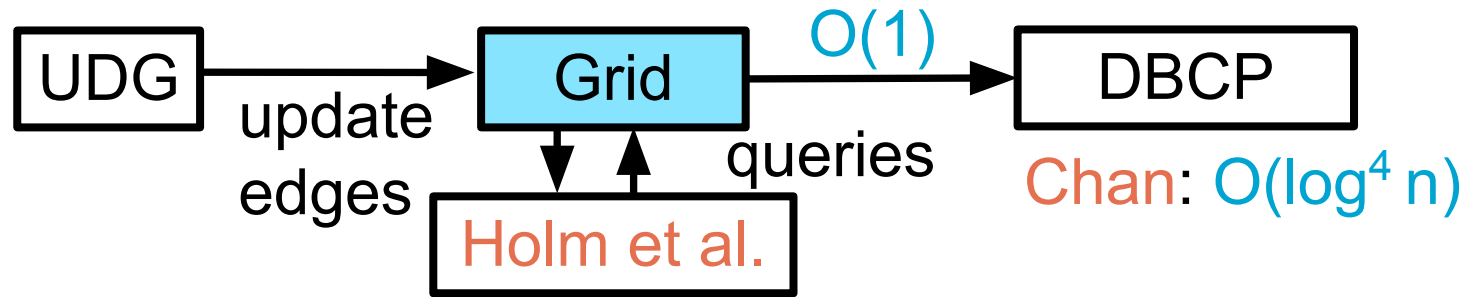 O(1)
UDG
Grid
DBCP
update
edges
queries
Chan: O(log⁴ n)
Holm et al.